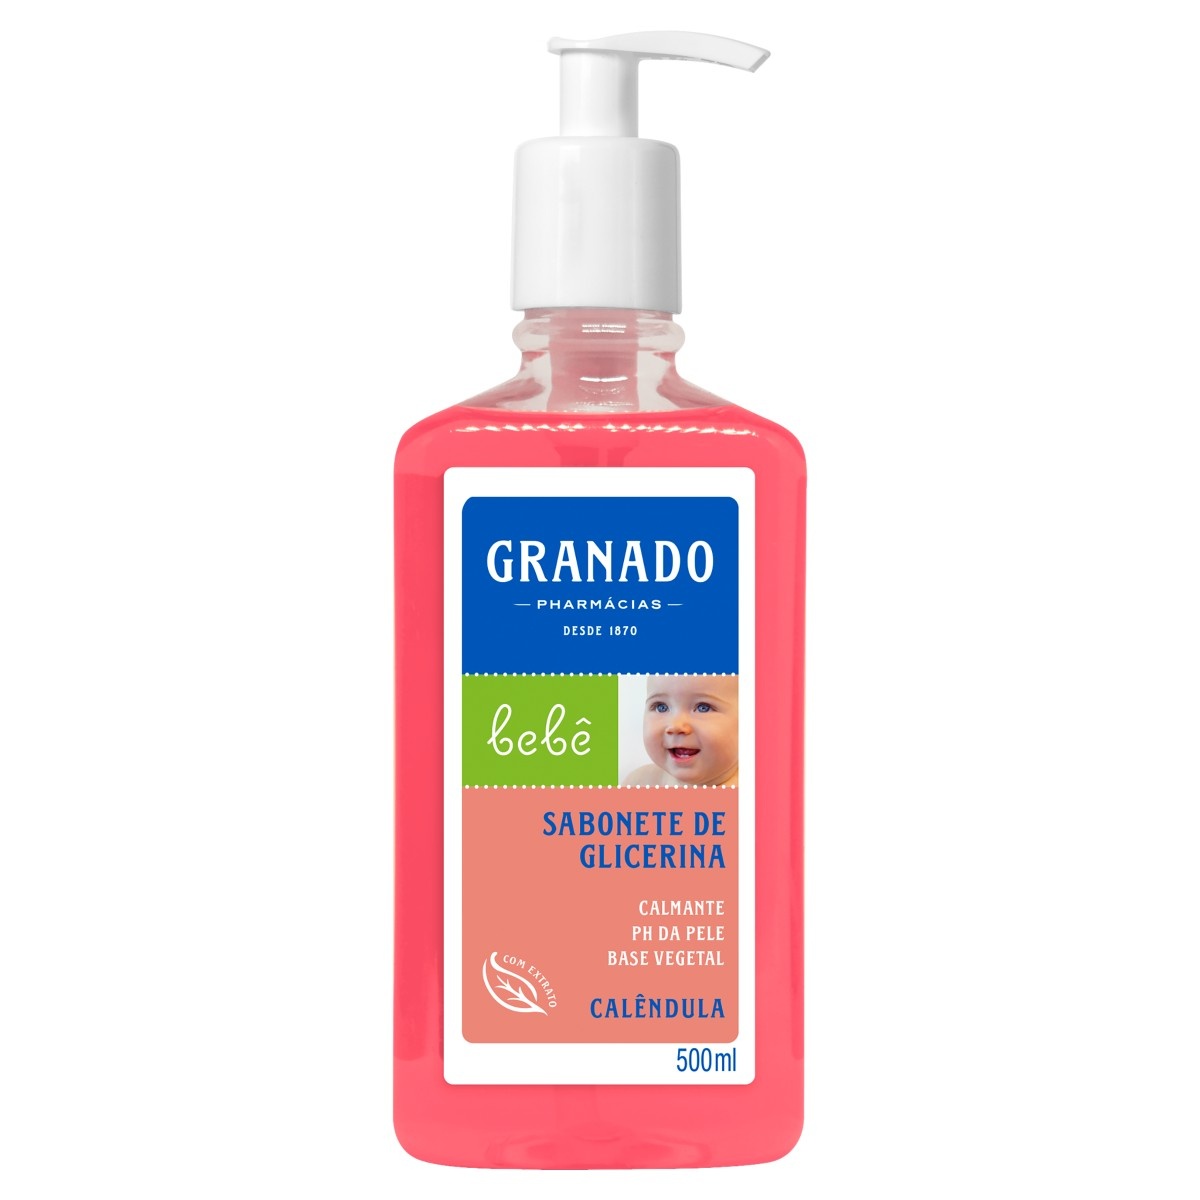 GRANADO
PHARMÁCIAS
DESDE 1870
bebê
SABONETE DE
GLICERINA
CALMANTE
PH DA PELE
BASE VEGETAL
COM EXTRATO
CALÊNDULA
500ml